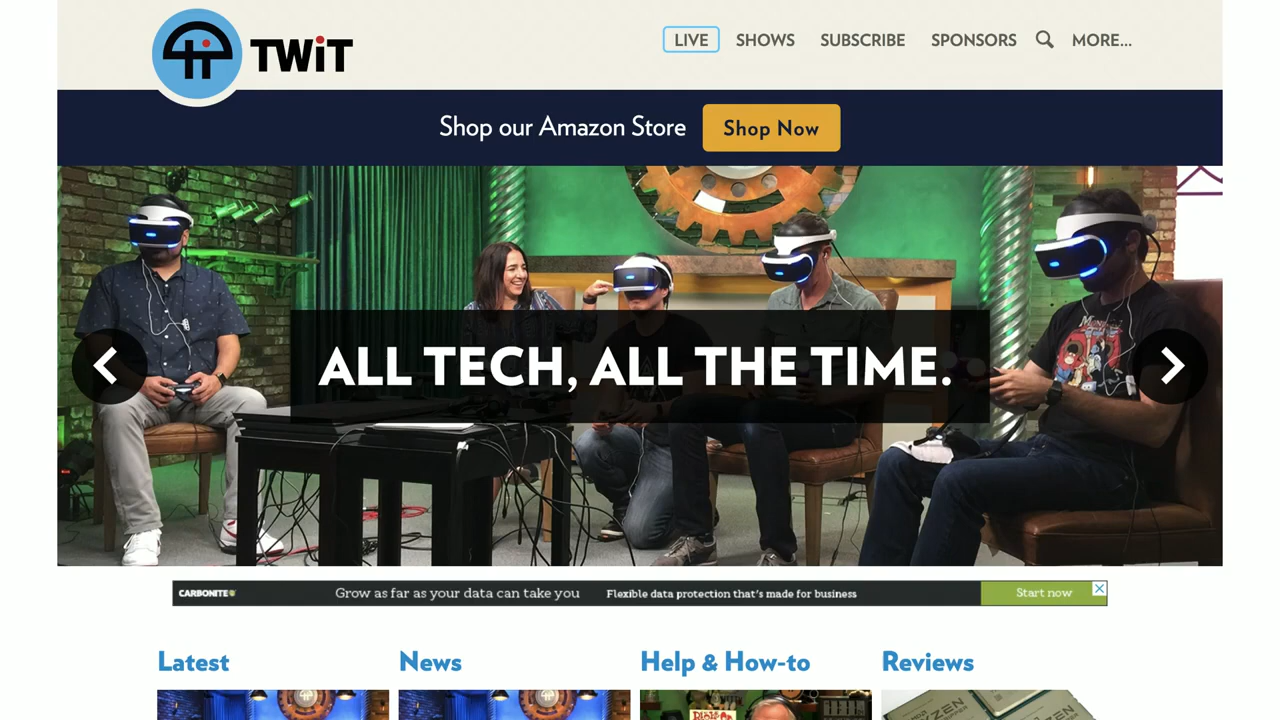 TWiT
LIVE
SHOWS
SUBSCRIBE
SPONSORS
MORE...
Shop our Amazon Store
Shop Now
ALL TECH, ALL THE TIME.
CARBONITE
Grow as far as your data can take you
Flexible data protection that's made for business
Start now
Latest
News
Help & How-to
Reviews